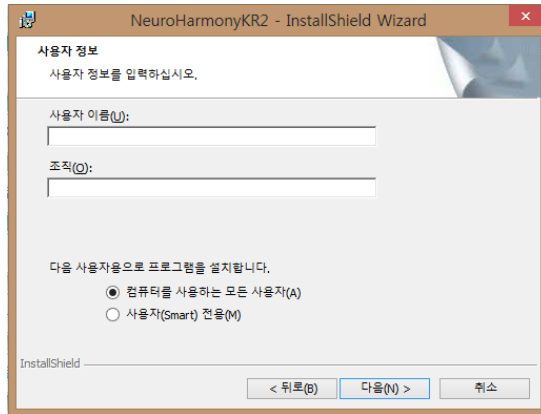 NeuroHarmonyKR2 - InstallShield Wizard
사용자 정보
사용자 정보를 입력하십시오.
사용자 이름(U):
조직(O):
다음 사용자용으로 프로그램을 설치합니다.
컴퓨터를 사용하는 모든 사용자(A)
사용자(Smart) 전용(M)
InstallShield
< 뒤로(B) 다음(N) > 취소